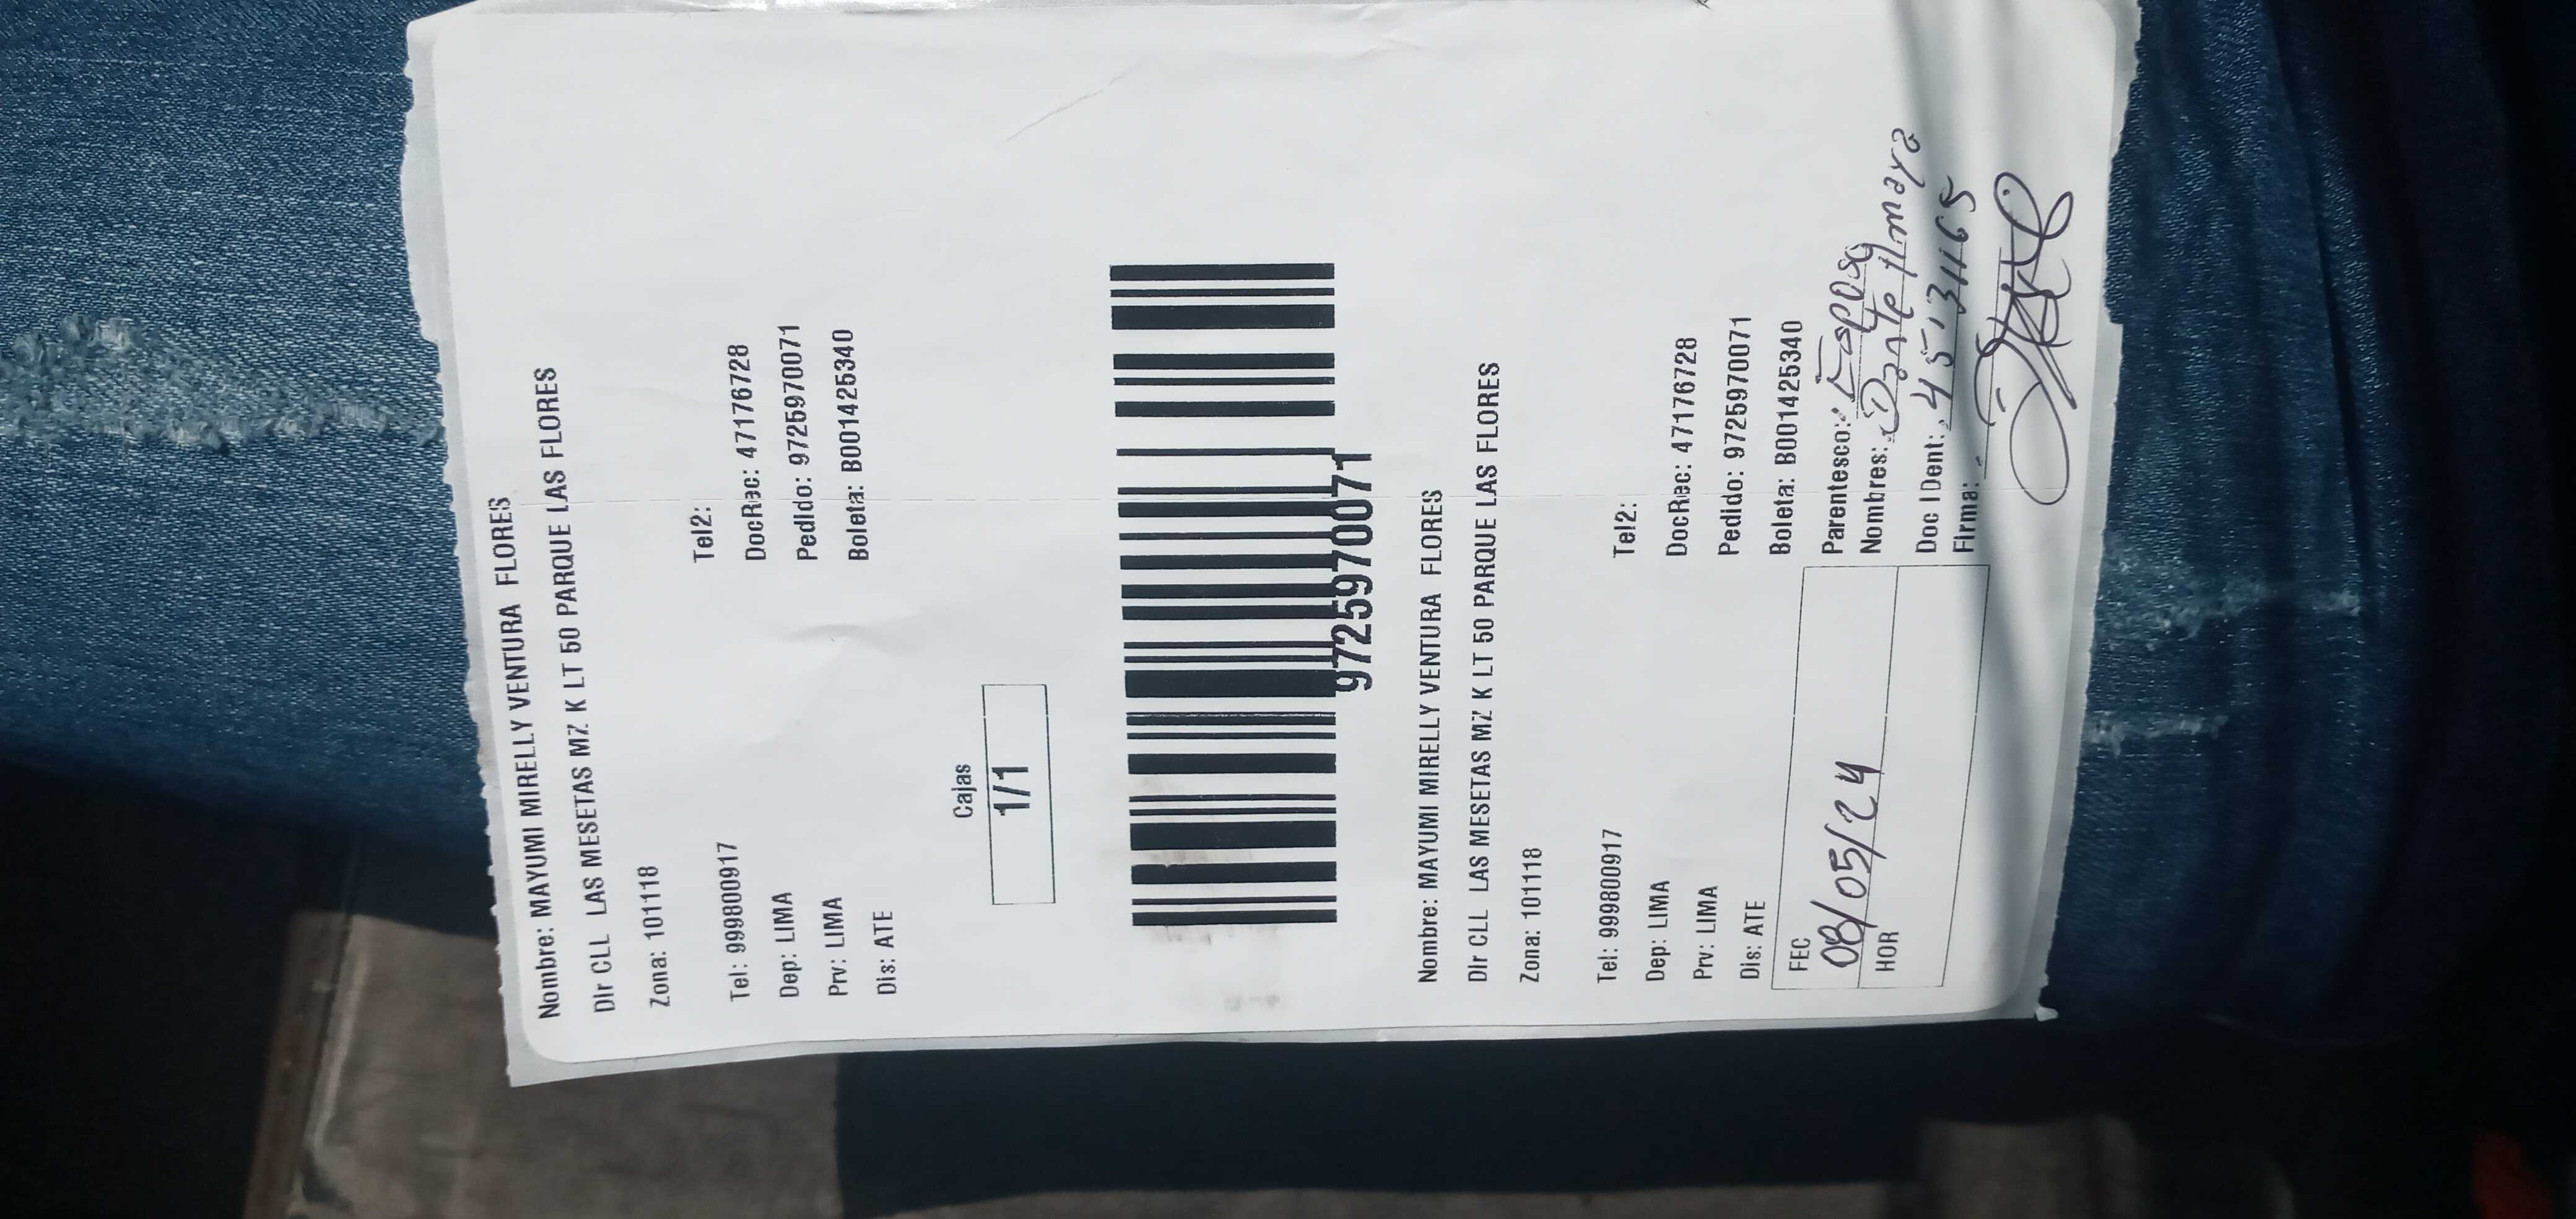 Nombre: MAYUMI MIRELLY VENTURA FLORES
Dir CLL LAS MESETAS MZ K LT 50 PARQUE LAS FLORES
Zona: 101118
Tel2:
Tel: 999800917 DocRec: 47176728
Dep: LIMA Pedido: 9725970071
Prv: LIMA Boleta: B001425340
Dis: ATE
Cajas
1/1
9725970071
Nombre: MAYUMI MIRELLY VENTURA FLORES
Dir CLL LAS MESETAS MZ K LT 50 PARQUE LAS FLORES
Zona: 101118
Tel2:
Tel: 999800917 DocRec: 47176728
Dep: LIMA Pedido: 9725970071
Prv: LIMA Boleta: B001425340
Dis: ATE
FEC Parentesco: Esposo
08/05/24 Nombres: Dante
HOR Doc IDent:
Firma: